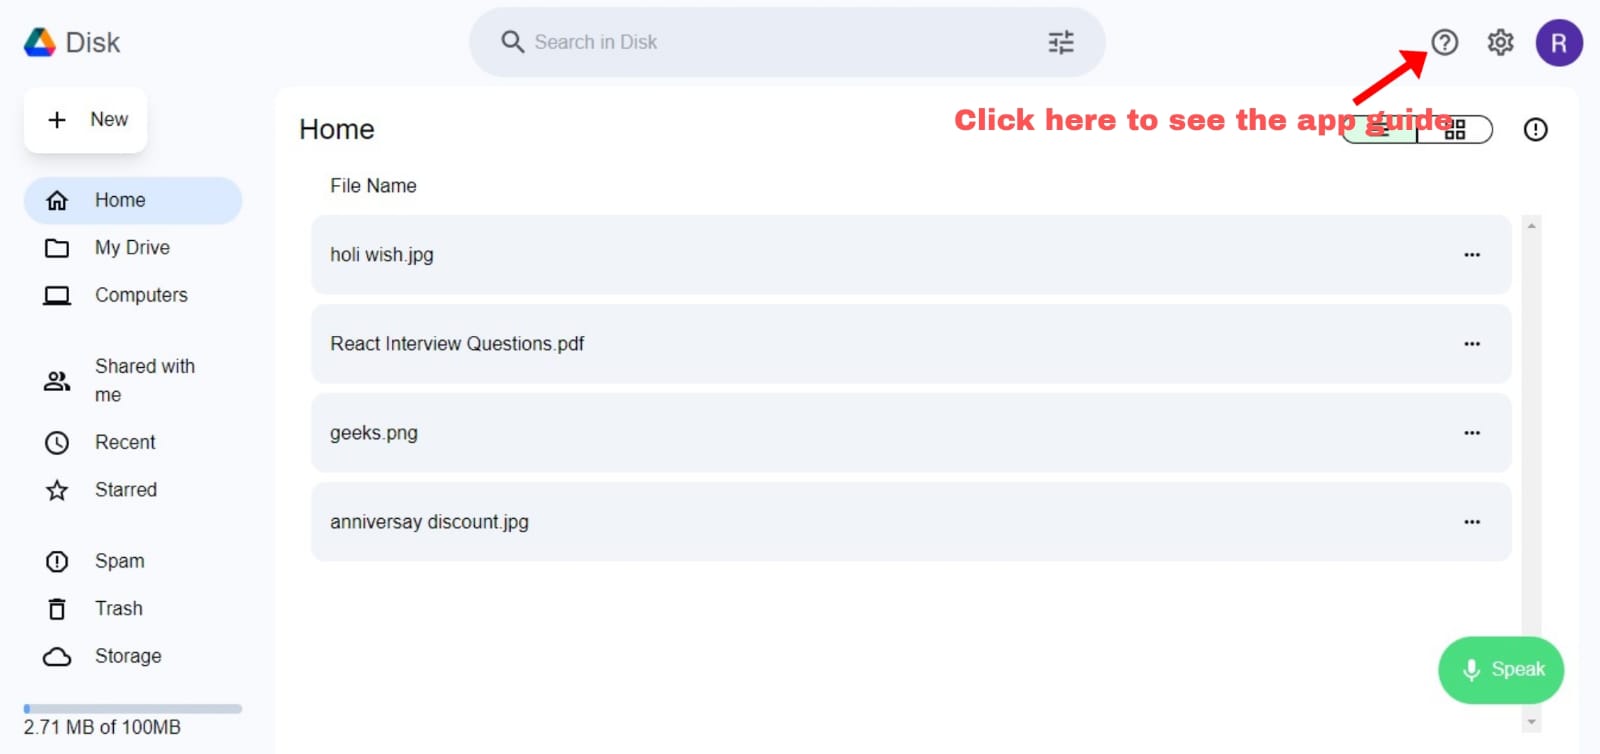 Disk
Search in Disk
R
New
Home
Click here to see the app guide
File Name
Home
My Drive
Computers
Shared with
me
Recent
Starred
Spam
Trash
Storage
2.71 MB of 100MB
holi wish.jpg
React Interview Questions.pdf
geeks.png
anniversay discount.jpg
Speak